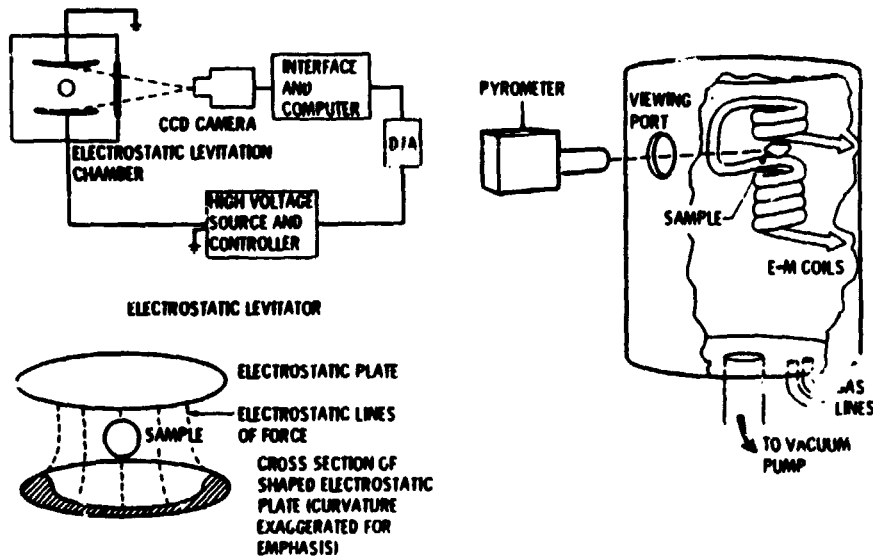 INTERFACE
AND
COMPUTER
CCD CAMERA
D/A
ELECTROSTATIC LEVITATION
CHAMBER
HIGH VOLTAGE
SOURCE AND
CONTROLLER
ELECTROSTATIC LEVITATOR
ELECTROSTATIC PLATE
ELECTROSTATIC LINES
OF FORCE
SAMPLE
CROSS SECTION OF
SHAPED ELECTROSTATIC
PLATE (CURVATURE
EXAGGERATED FOR
EMPHASIS)
PYROMETER
VIEWING
PORT
SAMPLE
E-M COILS
GAS
LINES
TO VACUUM
PUMP